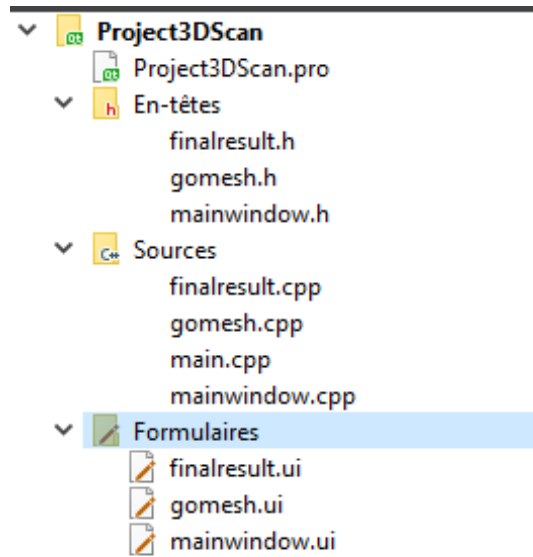 Project3DScan
Project3DScan.pro
En-têtes
finalresult.h
gomesh.h
mainwindow.h
Sources
finalresult.cpp
gomesh.cpp
main.cpp
mainwindow.cpp
Formulaires
finalresult.ui
gomesh.ui
mainwindow.ui